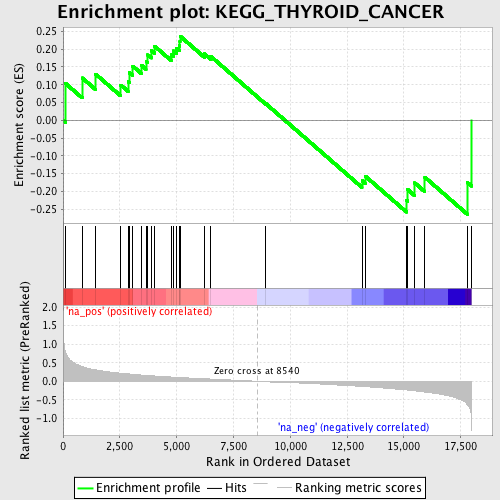 Enrichment plot: KEGG_THYROID_CANCER
Enrichment score (ES)
0.25
0.20
0.15
0.10
0.05
0.00
-0.05
-0.10
-0.15
-0.20
-0.25
'na_pos' (positively correlated)
Ranked list metric (PreRanked)
2.0
1.5
1.0
0.5
0.0
-0.5
-1.0
Zero cross at 8540
'na_neg' (negatively correlated)
0 2,500 5,000 7,500 10,000 12,500 15,000 17,500
Rank in Ordered Dataset
Enrichment profile Hits Ranking metric scores